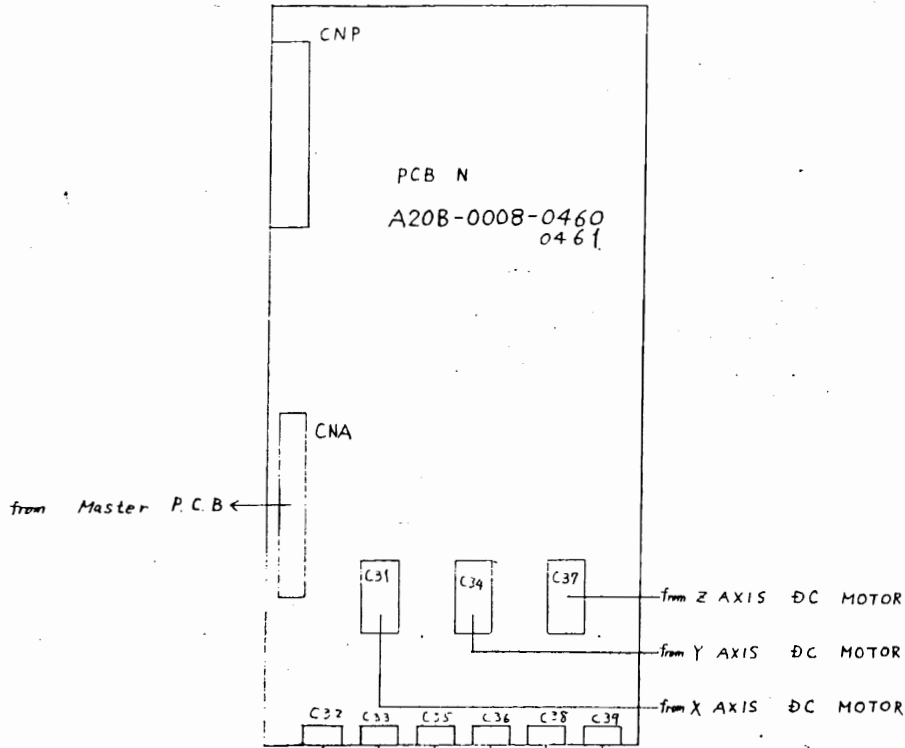 CNP
PCB N
A20B-0008-0460
0461
CNA
from Master P.C.B
C31
C34
C37
from Z AXIS DC MOTOR
from Y AXIS DC MOTOR
from X AXIS DC MOTOR
C32 C33 C35 C36 C38 C39